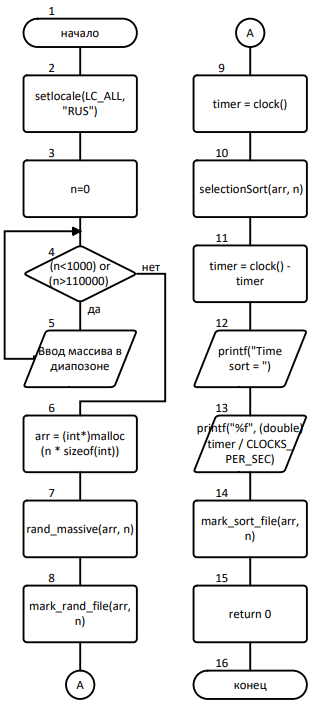 1
начало
2
setlocale(LC_ALL,
"RUS")
3
n=0
4
(n<1000) or
(n>110000)
нет
да
5
Ввод массива в
диапозоне
6
arr = (int*)malloc
(n * sizeof(int))
7
rand_massive(arr, n)
8
mark_rand_file(arr,
n)
A
A
9
timer = clock()
10
selectionSort(arr, n)
11
timer = clock() -
timer
12
printf("Time
sort = ")
13
printf("%f", (double)
timer / CLOCKS_
PER_SEC)
14
mark_sort_file(arr,
n)
15
return 0
16
конец